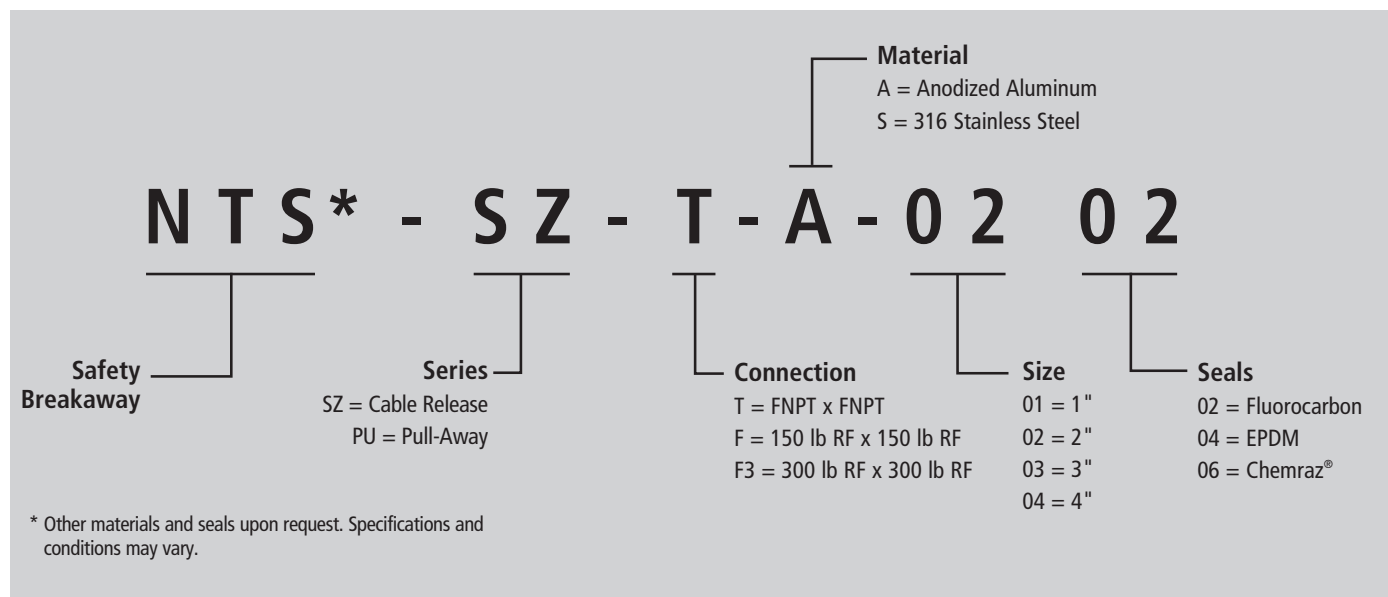 Material
A = Anodized Aluminum
S = 316 Stainless Steel
N T S* - S Z - T - A - 0 2 0 2
Safety
Breakaway
Series
SZ = Cable Release
PU = Pull-Away
Connection
T = FNPT x FNPT
F = 150 lb RF x 150 lb RF
F3 = 300 lb RF x 300 lb RF
Size
01 = 1"
02 = 2"
03 = 3"
04 = 4"
Seals
02 = Fluorocarbon
04 = EPDM
06 = Chemraz®
* Other materials and seals upon request. Specifications and
conditions may vary.